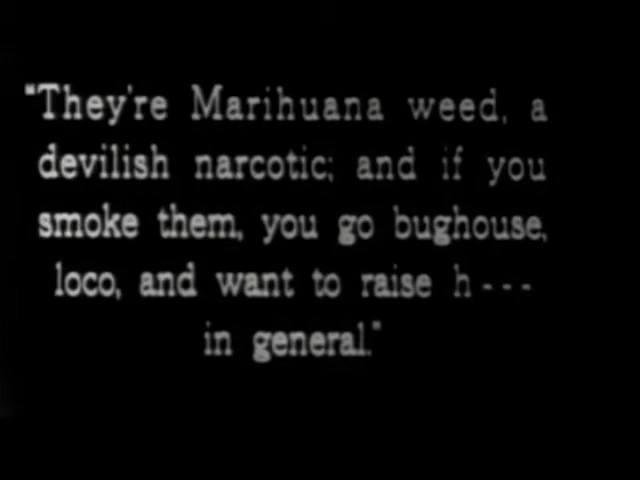 "They're Marihuana weed, a
devilish narcotic; and if you
smoke them, you go bughouse,
loco, and want to raise h---
in general."